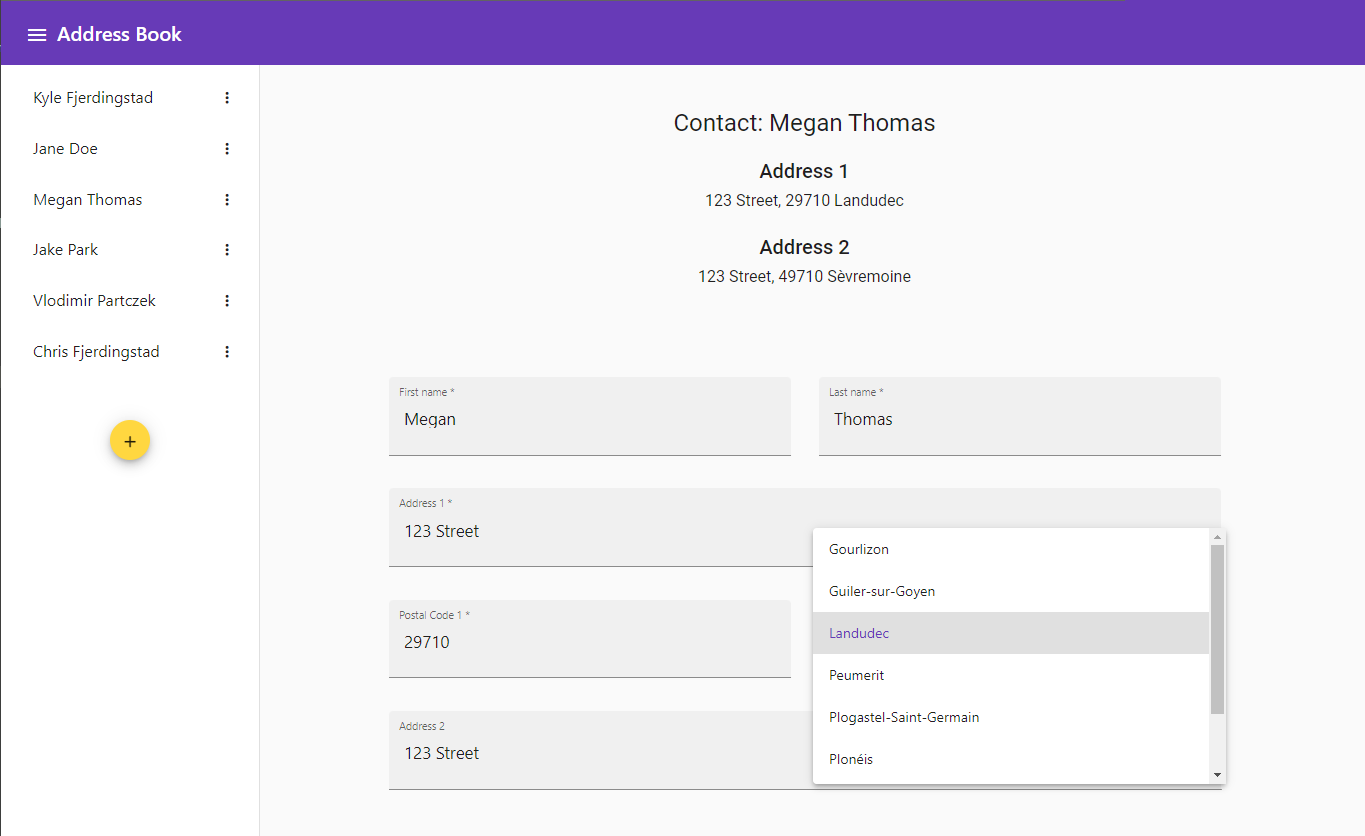 Address Book
Kyle Fjerdingstad
Jane Doe
Megan Thomas
Jake Park
Vlodimir Partczek
Chris Fjerdingstad
+
Contact: Megan Thomas
Address 1
123 Street, 29710 Landudec
Address 2
123 Street, 49710 Sèvremoine
First name *
Megan
Last name *
Thomas
Address 1 *
123 Street
Postal Code 1 *
29710
Gourlizon
Guiler-sur-Goyen
Landudec
Peumerit
Plogastel-Saint-Germain
Plonéis
Address 2
123 Street